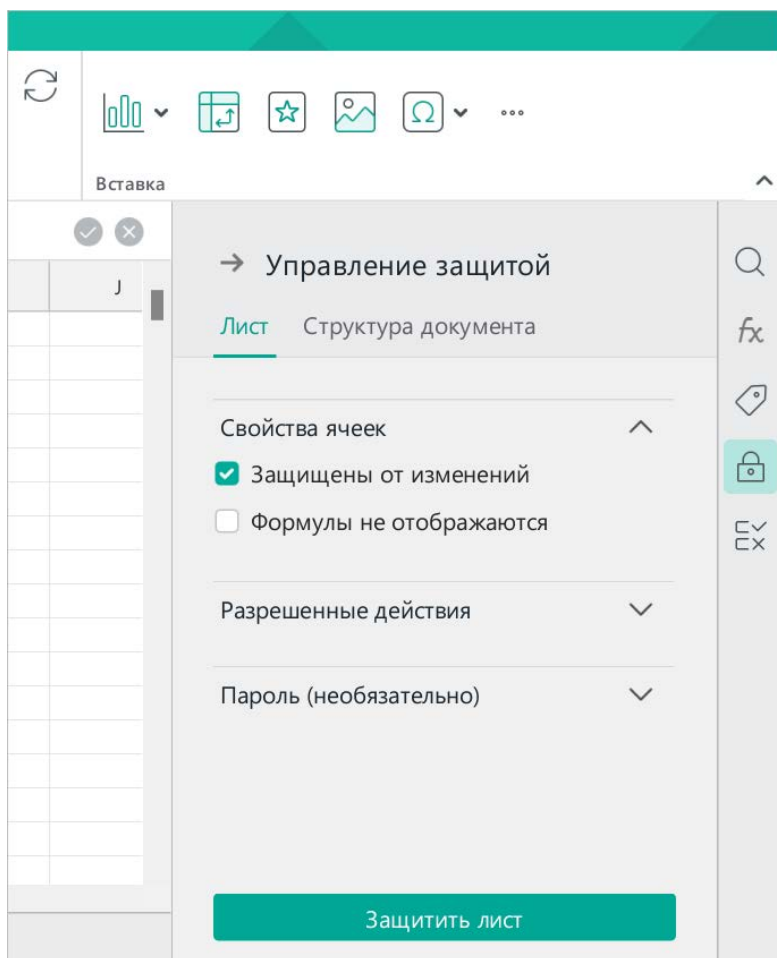 Вставка
J
Управление защитой
Лист Структура документа
Свойства ячеек
Защищены от изменений
Формулы не отображаются
Разрешенные действия
Пароль (необязательно)
Защитить лист
Ω
fx